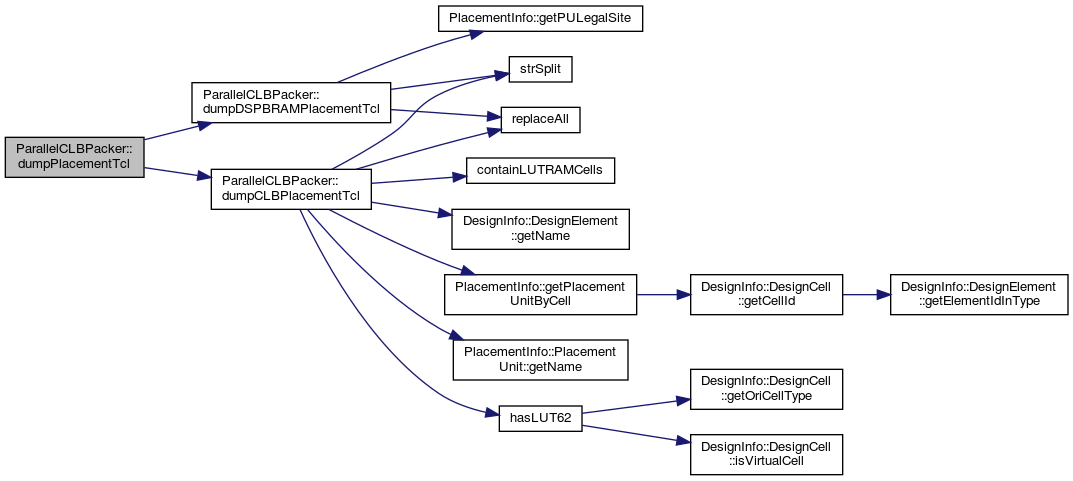 PlacementInfo::getPULegalSite
strSplit
ParallelCLBPacker::
dumpDSPBRAMPlacementTcl
replaceAll
ParallelCLBPacker::
dumpPlacementTcl
containLUTRAMCells
ParallelCLBPacker::
dumpCLBPlacementTcl
DesignInfo::DesignElement
::getName
PlacementInfo::getPlacement
UnitByCell
DesignInfo::DesignCell
::getCellId
DesignInfo::DesignElement
::getElementIdInType
PlacementInfo::Placement
Unit::getName
DesignInfo::DesignCell
::getOriCellType
hasLUT62
DesignInfo::DesignCell
::isVirtualCell